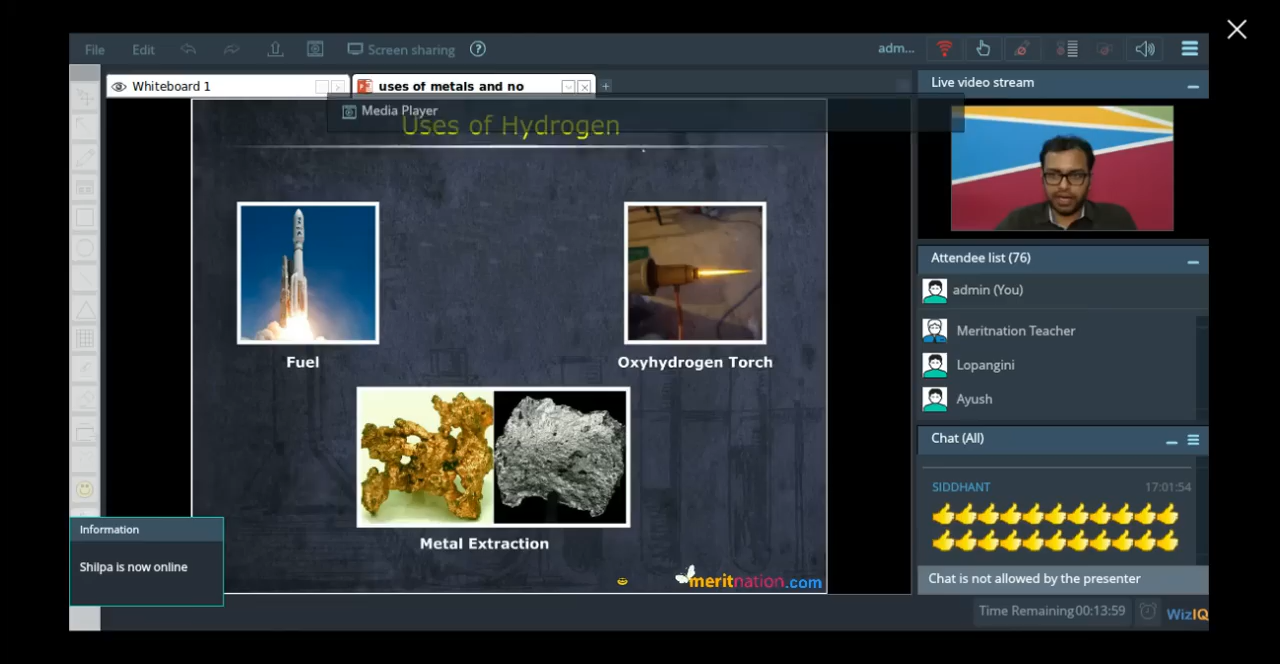 File Edit Screen sharing ? adm...
Whiteboard 1 uses of metals and no
Media Player
Uses of Hydrogen
Fuel
Oxyhydrogen Torch
Metal Extraction
meritnation.com
Information
Shilpa is now online
Live video stream
Attendee list (76)
admin (You)
Meritnation Teacher
Lopangini
Ayush
Chat (All)
SIDDHANT 17:01:54
Chat is not allowed by the presenter
Time Remaining 00:13:59
WizIQ